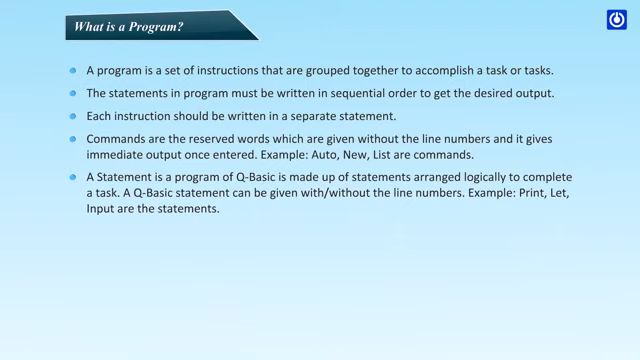 What is a Program?
A program is a set of instructions that are grouped together to accomplish a task or tasks.
The statements in program must be written in sequential order to get the desired output.
Each instruction should be written in a separate statement.
Commands are the reserved words which are given without the line numbers and it gives
immediate output once entered. Example: Auto, New, List are commands.
A Statement is a program of Q-Basic is made up of statements arranged logically to complete
a task. A Q-Basic statement can be given with/without the line numbers. Example: Print, Let,
Input are the statements.